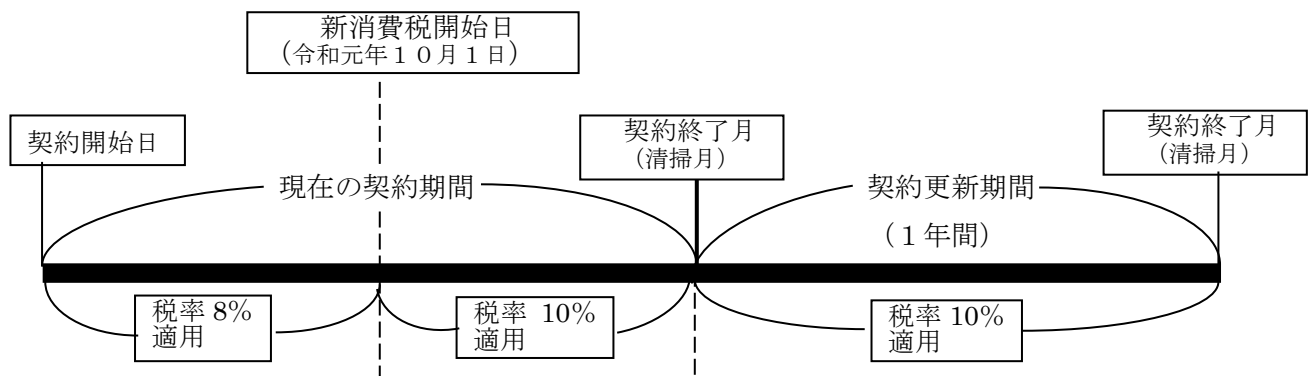 新消費税開始日
（令和元年１０月１日）
契約開始日
契約終了月
（清掃月）
契約終了月
（清掃月）
現在の契約期間
契約更新期間
（１年間）
税率 8%
適用
税率 10%
適用
税率 10%
適用